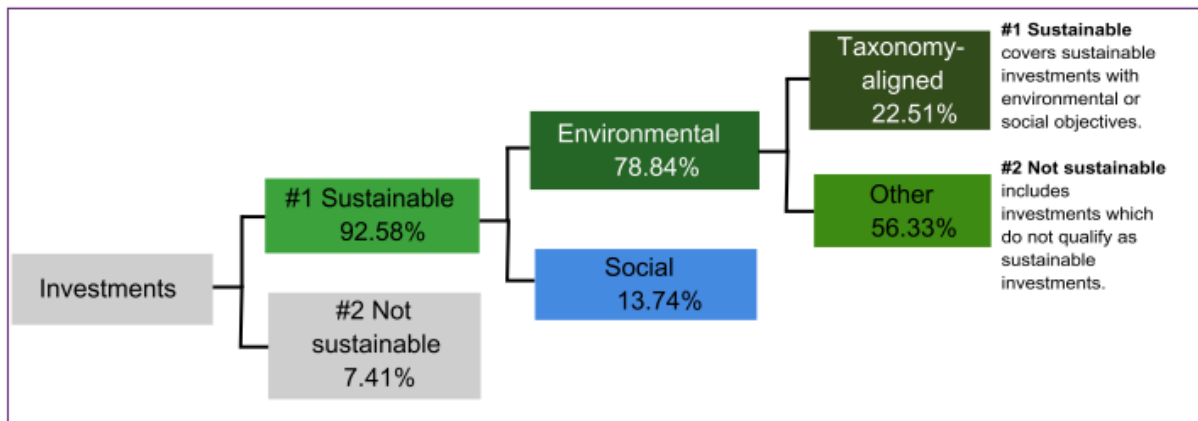 Investments
#1 Sustainable
92.58%
#2 Not
sustainable
7.41%
Environmental
78.84%
Social
13.74%
Taxonomy-
aligned
22.51%
Other
56.33%
#1 Sustainable
covers sustainable
investments with
environmental or
social objectives.
#2 Not sustainable
includes
investments which
do not qualify as
sustainable
investments.